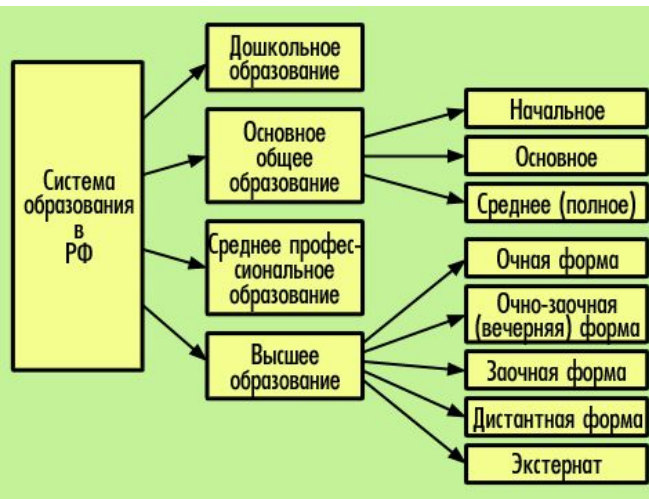 Система
образования
в
РФ
Дошкольное
образование
Основное
общее
образование
Среднее профес-
сиональное
образование
Высшее
образование
Начальное
Основное
Среднее (полное)
Очная форма
Очно-заочная
(вечерняя) форма
Заочная форма
Дистантная форма
Экстернат